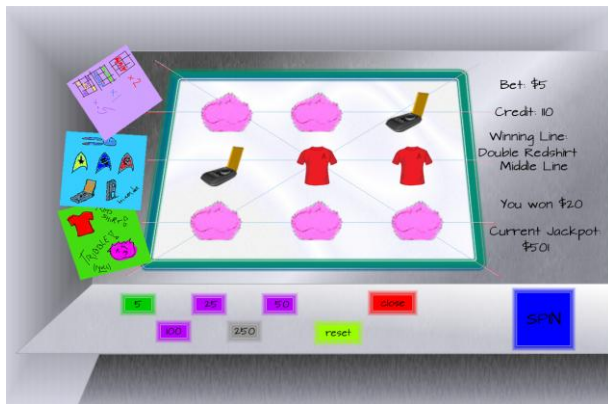 Bet: $5
Credit: 110
Winning Line:
Double Redshirt
Middle Line
You won $20
Current Jackpot:
$501
TRIBBLE!
5
25
50
close
100
250
reset
SPIN